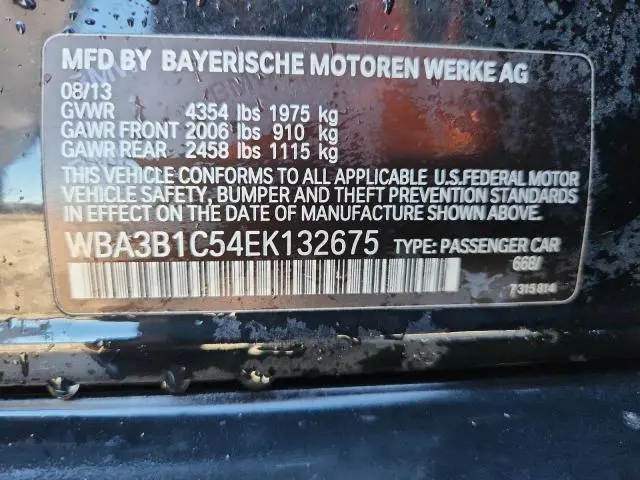 MFD BY BAYERISCHE MOTOREN WERKE AG
08/13
GVWR 4354 lbs 1975 kg
GAWR FRONT 2006 lbs 910 kg
GAWR REAR 2458 lbs 1115 kg
THIS VEHICLE CONFORMS TO ALL APPLICABLE U.S.FEDERAL MOTOR
VEHICLE SAFETY, BUMPER AND THEFT PREVENTION STANDARDS
IN EFFECT ON THE DATE OF MANUFACTURE SHOWN ABOVE.
WBA3B1C54EK132675 TYPE: PASSENGER CAR
668/
7315814